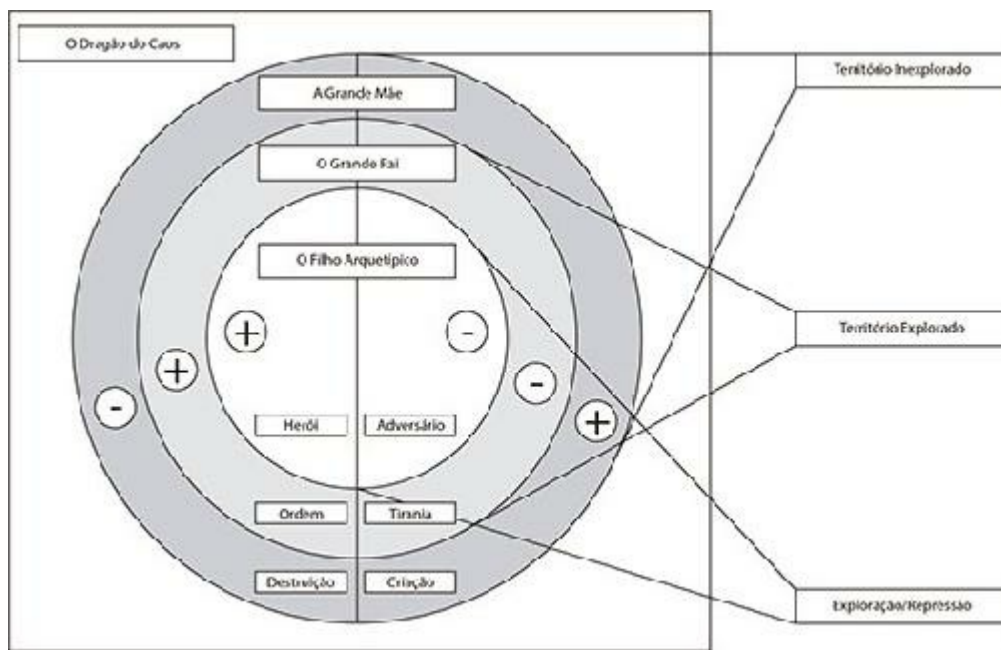 O Dragão do Caos
A Grande Mãe
O Grande Pai
O Filho Arquetípico
+
-
+
-
-
+
Herói
Adversário
Ordem
Tirania
Destruição
Criação
Território Inexplorado
Território Explorado
Exploração/Repressão